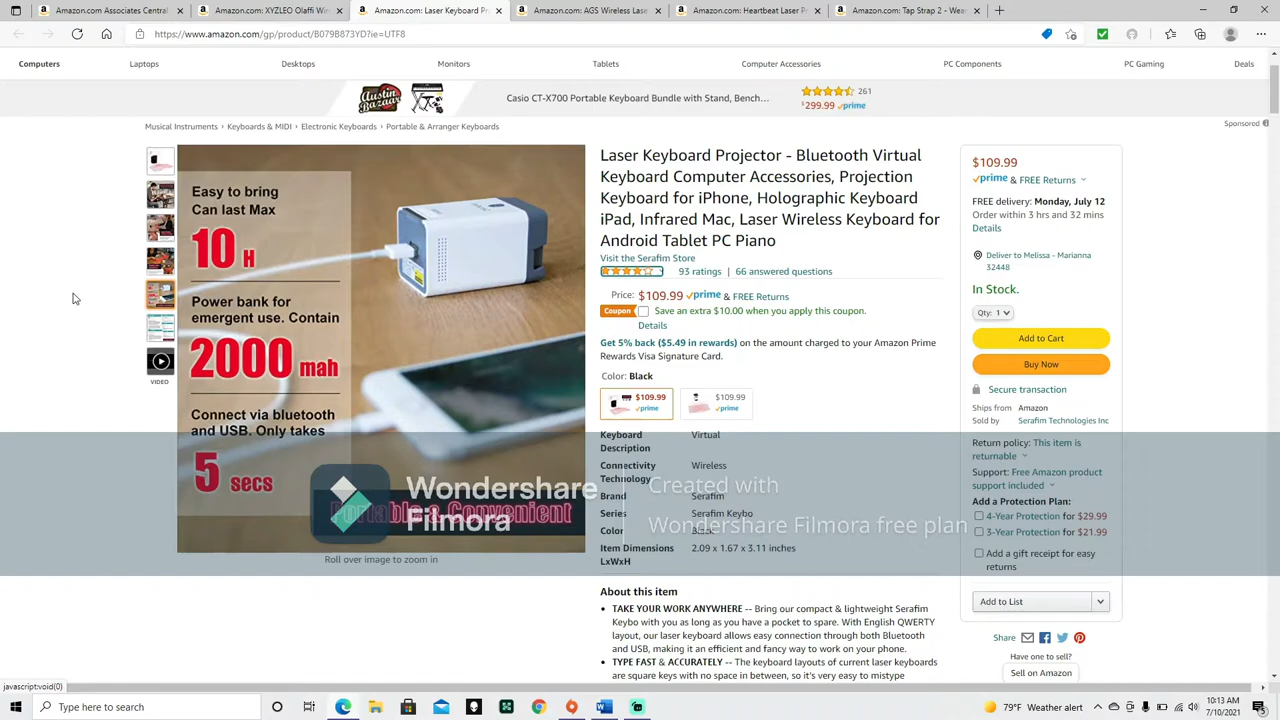 Amazon.com Associates Central
Amazon.com: XYZLEO Olaffi Wire
Amazon.com: Laser Keyboard Pro
Amazon.com: AGS Wireless Laser
Amazon.com: Heartbeat Laser Pr
Amazon.com: Tap Strap 2 - Wear
https://www.amazon.com/gp/product/B079B873YD?ie=UTF8
Computers Laptops Desktops Monitors Tablets Computer Accessories PC Components PC Gaming Deals
Austin Bazaar
Casio CT-X700 Portable Keyboard Bundle with Stand, Bench...
261
$299.99 prime
Sponsored
Musical Instruments › Keyboards & MIDI › Electronic Keyboards › Portable & Arranger Keyboards
Easy to bring
Can last Max
10 H
Power bank for
emergent use. Contain
2000 mah
Connect via bluetooth
and USB. Only takes
5 secs
Portable & Convenient
VIDEO
Roll over image to zoom in
Laser Keyboard Projector - Bluetooth Virtual
Keyboard Computer Accessories, Projection
Keyboard for iPhone, Holographic Keyboard
iPad, Infrared Mac, Laser Wireless Keyboard for
Android Tablet PC Piano
Visit the Serafim Store
93 ratings | 66 answered questions
Price: $109.99 prime & FREE Returns
Coupon Save an extra $10.00 when you apply this coupon.
Details
Get 5% back ($5.49 in rewards) on the amount charged to your Amazon Prime
Rewards Visa Signature Card.
Color: Black
$109.99
prime
$109.99
prime
Keyboard Description Virtual
Connectivity Technology Wireless
Brand Serafim
Series Serafim Keybo
Color Black
Item Dimensions LxWxH 2.09 x 1.67 x 3.11 inches
About this item
• TAKE YOUR WORK ANYWHERE -- Bring our compact & lightweight Serafim
Keybo with you as long as you have a pocket to spare. With English QWERTY
layout, our laser keyboard allows easy connection through both Bluetooth
and USB, making it an efficient and fancy way to work on your phone.
• TYPE FAST & ACCURATELY -- The keyboard layouts of current laser keyboards
are square keys with no space in between, so it's very easy to mistype
$109.99
prime & FREE Returns
FREE delivery: Monday, July 12
Order within 3 hrs and 32 mins
Details
Deliver to Melissa - Marianna
32448
In Stock.
Qty: 1
Add to Cart
Buy Now
Secure transaction
Ships from Amazon
Sold by Serafim Technologies Inc
Return policy: This item is
returnable
Support: Free Amazon product
support included
Add a Protection Plan:
4-Year Protection for $29.99
3-Year Protection for $21.99
Add a gift receipt for easy
returns
Add to List
Share
Have one to sell?
Sell on Amazon
Wondershare
Filmora
Created with
Wondershare Filmora free plan
javascript:void(0)
Type here to search
79°F Weather alert
10:13 AM
7/10/2021